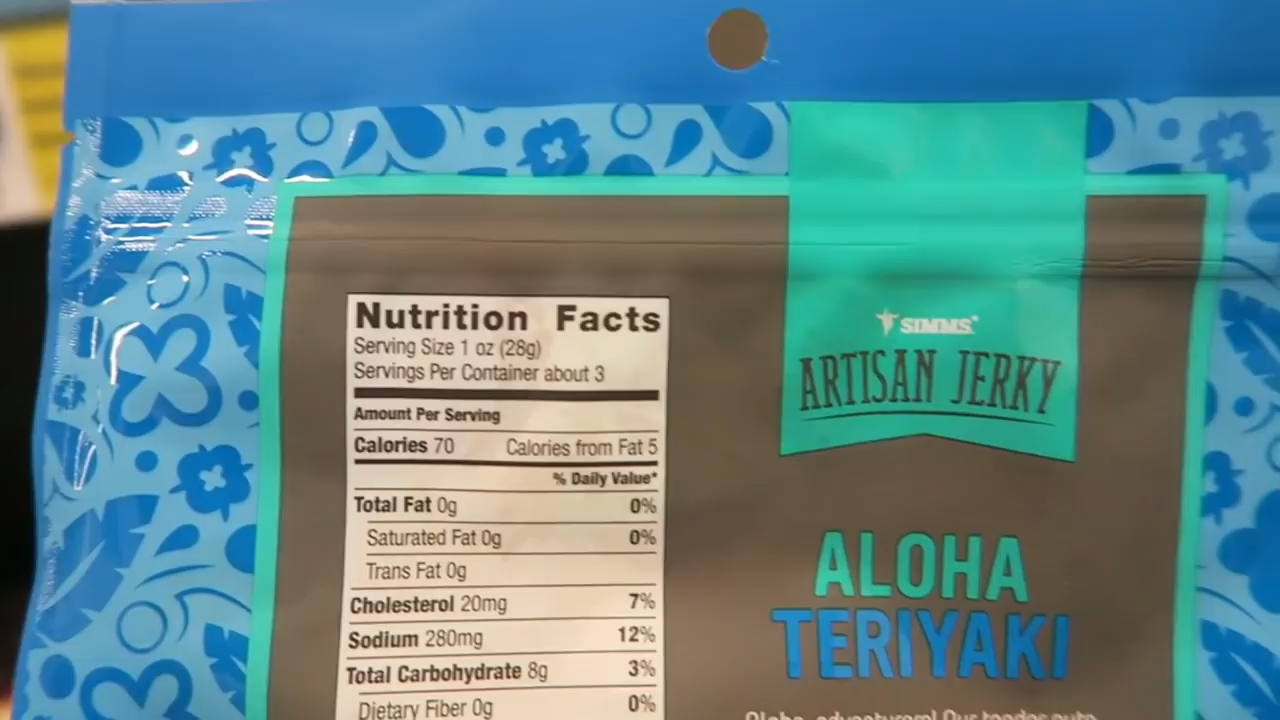 Nutrition Facts
Serving Size 1 oz (28g)
Servings Per Container about 3
Amount Per Serving
Calories 70 Calories from Fat 5
% Daily Value*
Total Fat 0g 0%
Saturated Fat 0g 0%
Trans Fat 0g
Cholesterol 20mg 7%
Sodium 280mg 12%
Total Carbohydrate 8g 3%
Dietary Fiber 0g 0%
SIMMS
ARTISAN JERKY
ALOHA
TERIYAKI